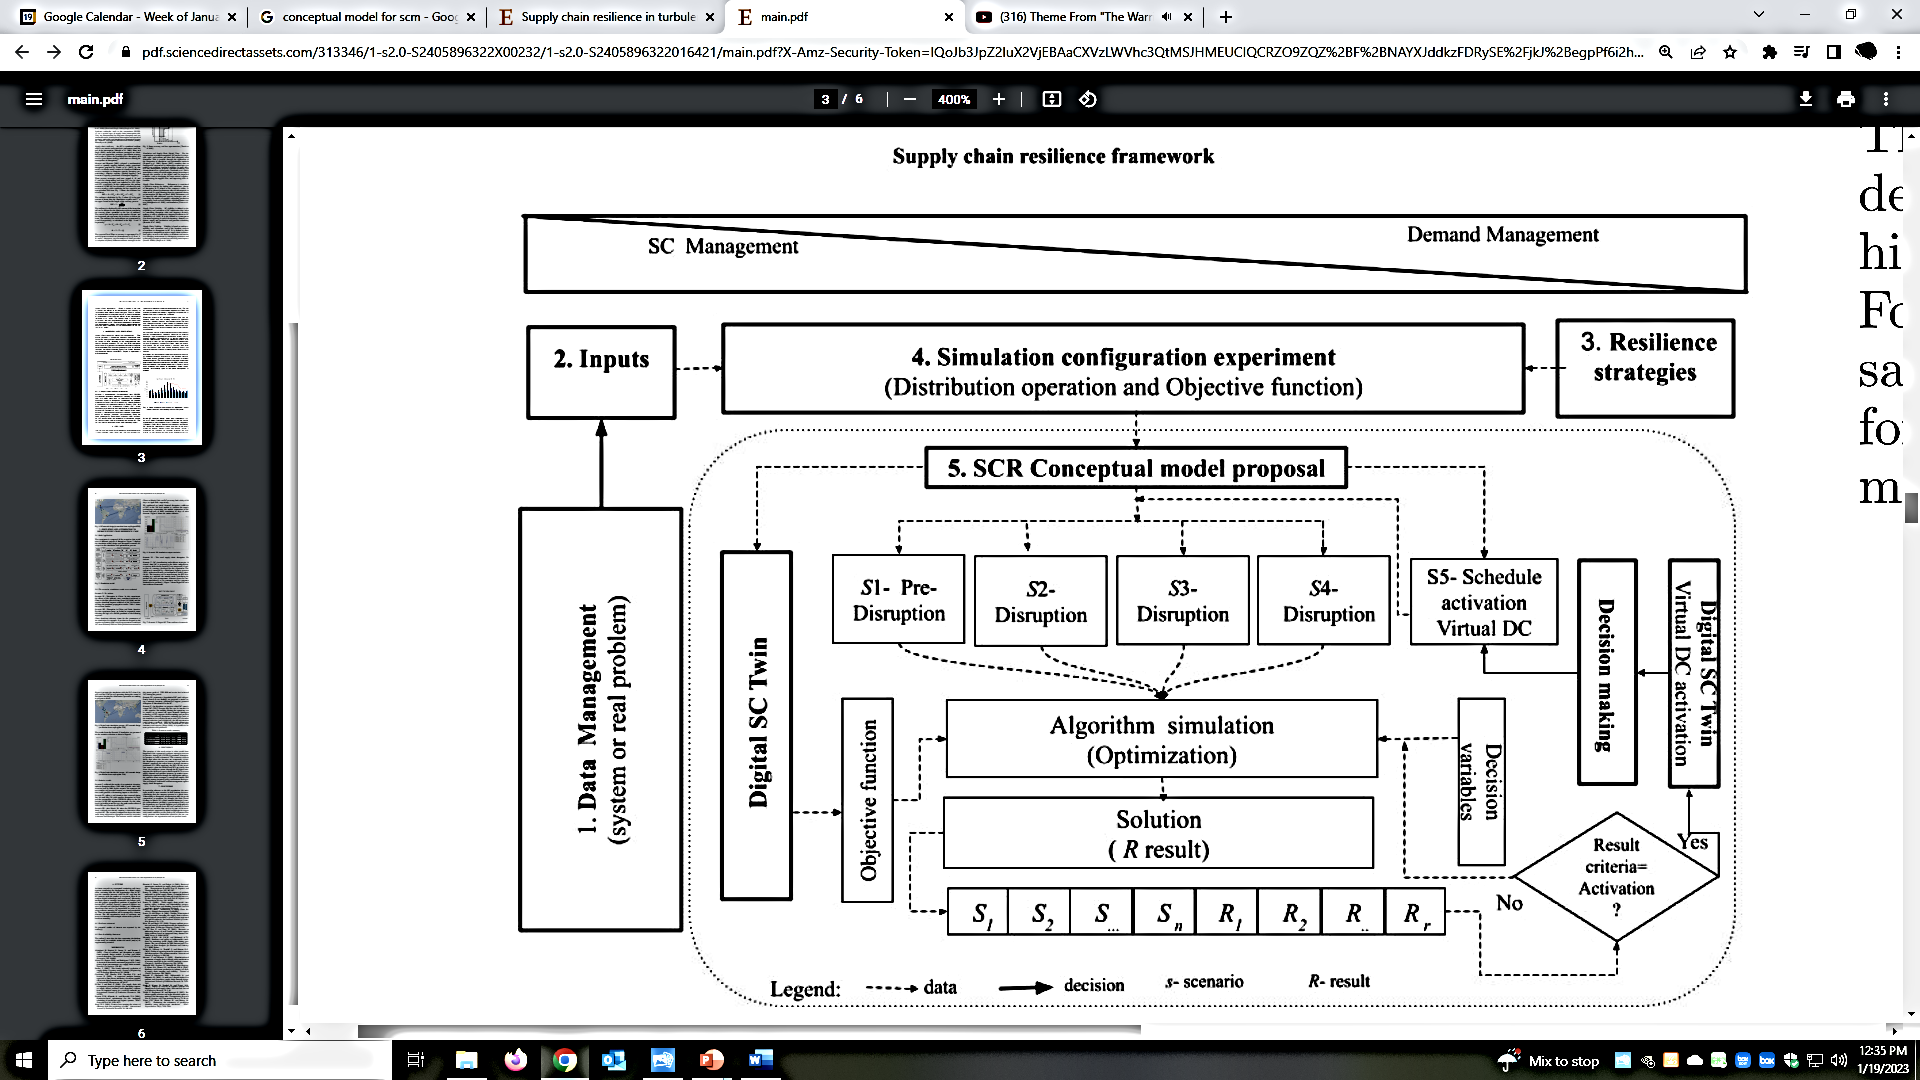 Google Calendar - Week of Janua
conceptual model for scm - Goog
Supply chain resilience in turbule
main.pdf
(316) Theme From "The Warr
pdf.sciencedirectassets.com/313346/1-s2.0-S2405896322X00232/1-s2.0-S2405896322016421/main.pdf?X-Amz-Security-Token=IQoJb3JpZ2luX2VjEBAaCXVzLWVhc3QtMSJHMEUCIQCRZO9ZQZ%2BF%2BNAYXJddkzFDRySE%2FjkJ%2BegpPf6i2h...
main.pdf
3 / 6
400%
2
3
4
5
6
Supply chain resilience framework
SC Management
Demand Management
2. Inputs
4. Simulation configuration experiment
(Distribution operation and Objective function)
3. Resilience
strategies
5. SCR Conceptual model proposal
1. Data Management
(system or real problem)
Digital SC Twin
S1- Pre-
Disruption
S2-
Disruption
S3-
Disruption
S4-
Disruption
S5- Schedule
activation
Virtual DC
Decision making
Digital SC Twin
Virtual DC activation
Objective function
Algorithm simulation
(Optimization)
Decision
variables
Solution
( R result)
Result
criteria=
Activation
?
Yes
No
S1 S2 S... Sn R1 R2 R.. Rr
Legend:
data
decision
s- scenario
R- result
de
hi
Fo
sa
fo
m
Type here to search
Mix to stop
12:35 PM
1/19/2023